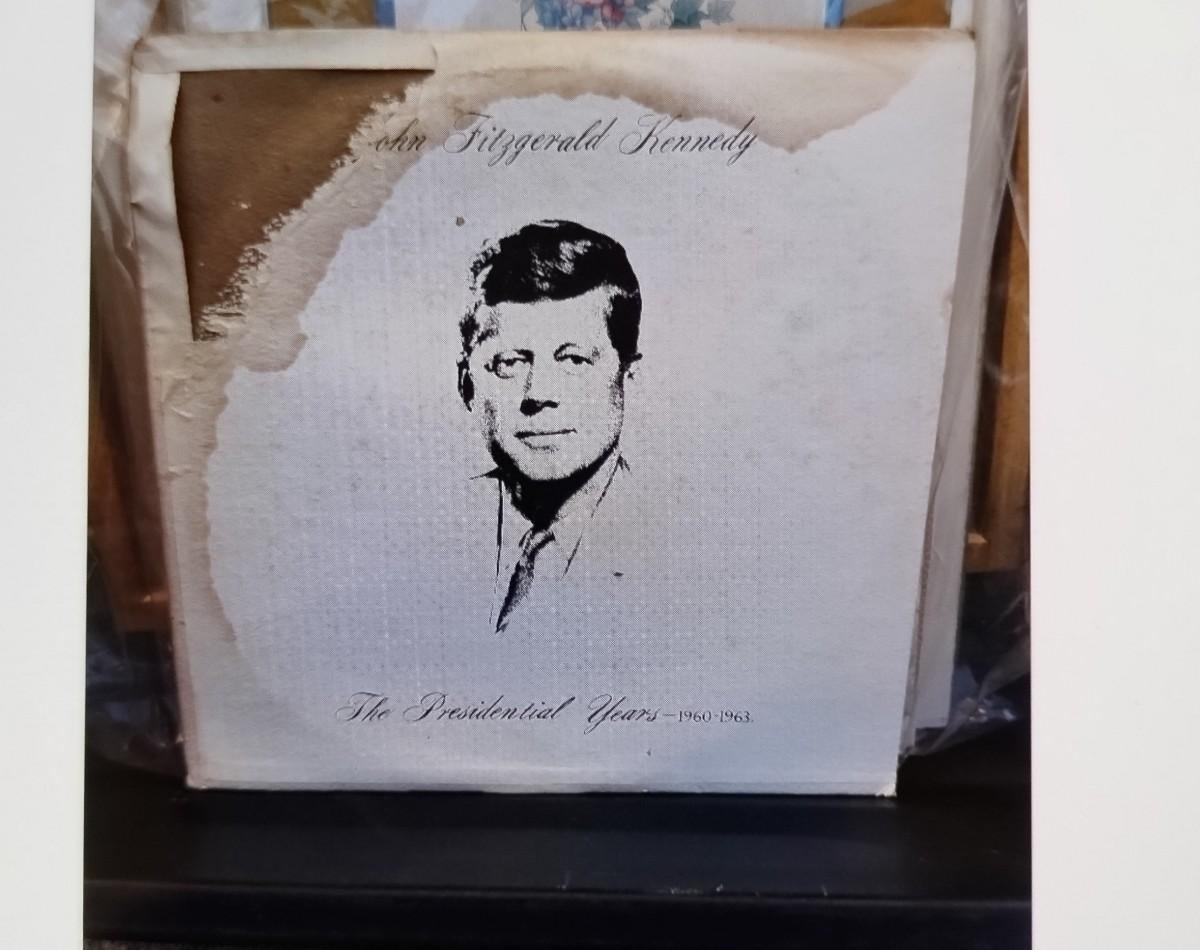 ohn Fitzgerald Kennedy
The Presidential Years—1960-1963.